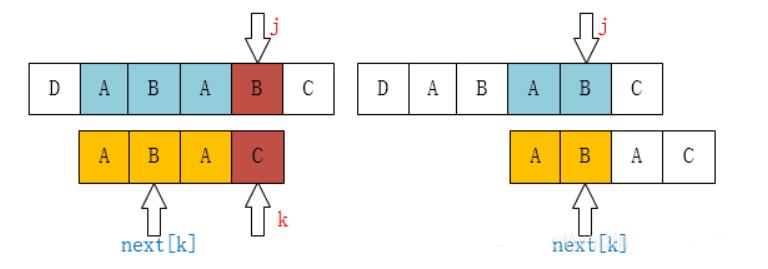 j j
D A B A B C D A B A B C
A B A C A B A C
k
next[k] next[k]